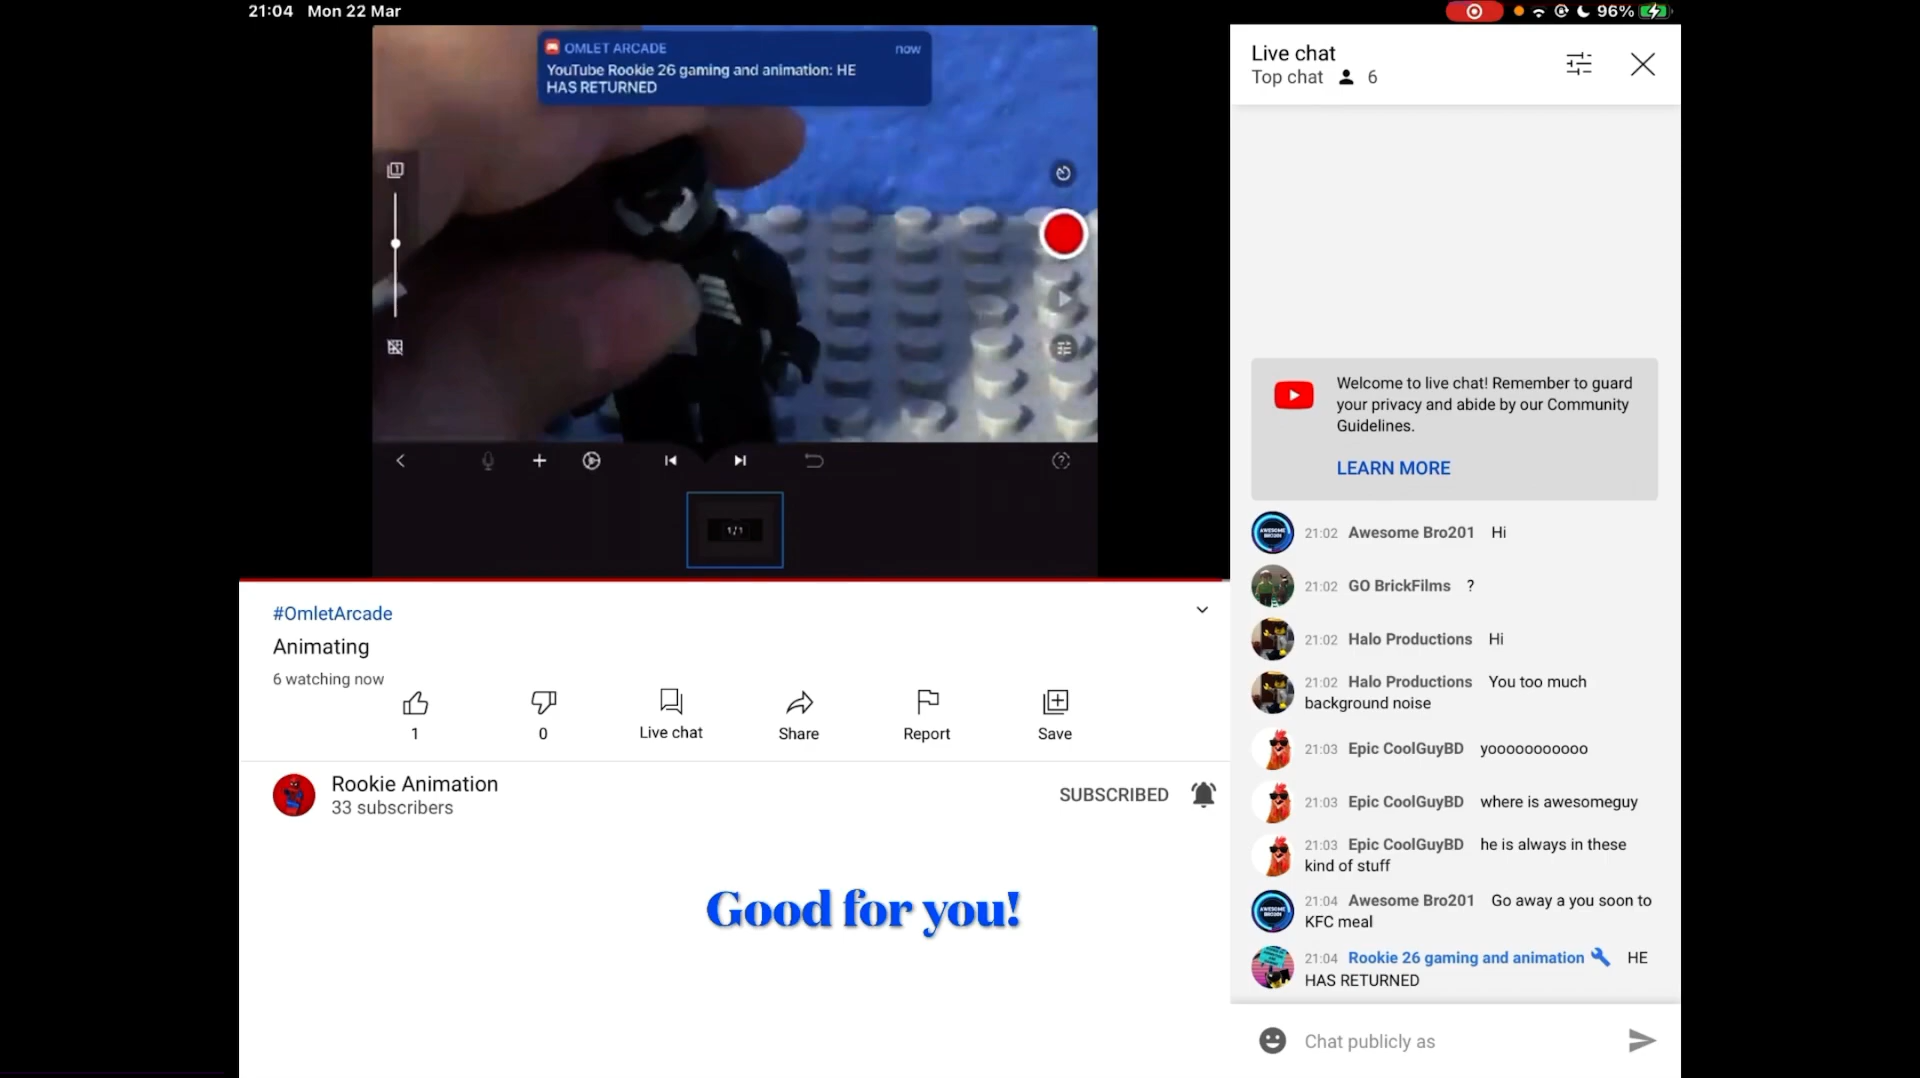 21:04 Mon 22 Mar
96%
OMLET ARCADE now
YouTube Rookie 26 gaming and animation: HE
HAS RETURNED
1/1
#OmletArcade
Animating
6 watching now
1
0
Live chat
Share
Report
Save
Rookie Animation
33 subscribers
SUBSCRIBED
Good for you!
Live chat
Top chat 6
Welcome to live chat! Remember to guard
your privacy and abide by our Community
Guidelines.
LEARN MORE
AWESOME BRO201
21:02 Awesome Bro201 Hi
21:02 GO BrickFilms ?
21:02 Halo Productions Hi
21:02 Halo Productions You too much
background noise
21:03 Epic CoolGuyBD yooooooooooo
21:03 Epic CoolGuyBD where is awesomeguy
21:03 Epic CoolGuyBD he is always in these
kind of stuff
21:04 Awesome Bro201 Go away a you soon to
KFC meal
21:04 Rookie 26 gaming and animation HE
HAS RETURNED
Chat publicly as